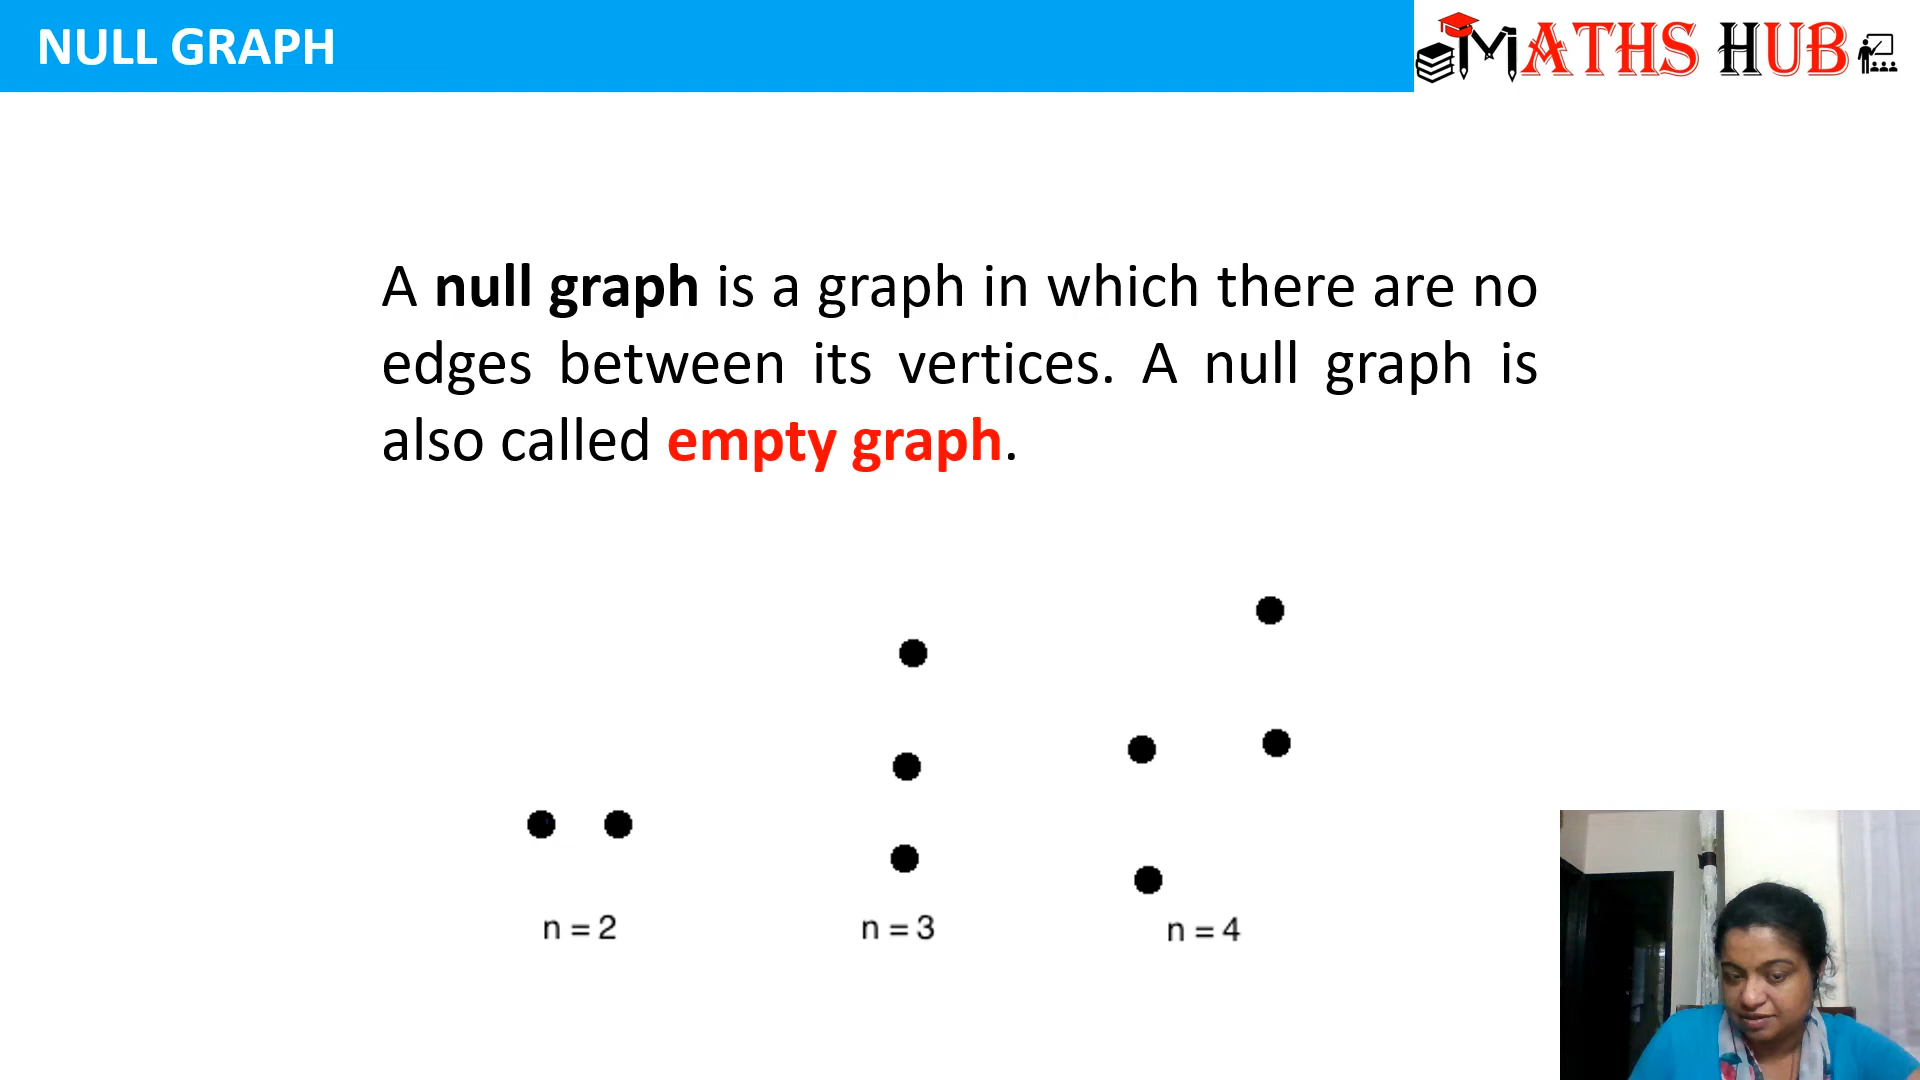 NULL GRAPH
MATHS HUB
A null graph is a graph in which there are no
edges between its vertices. A null graph is
also called empty graph.
n = 2
n = 3
n = 4